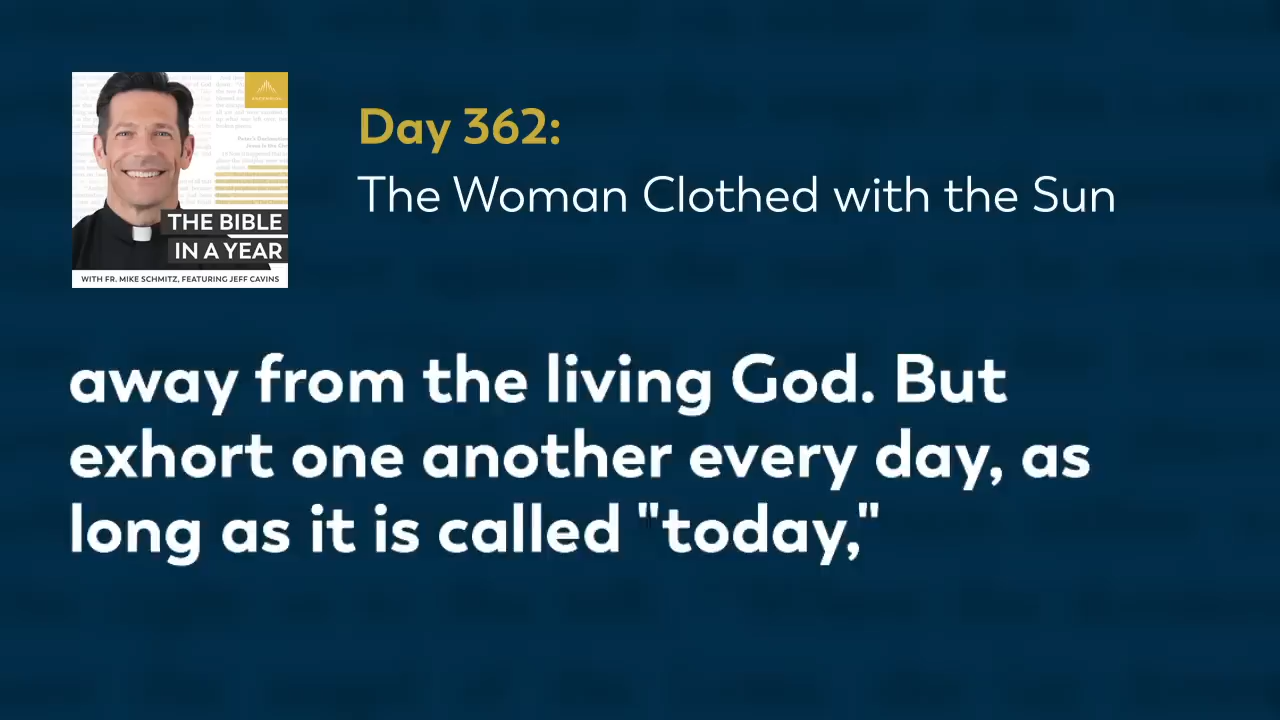 Day 362:
The Woman Clothed with the Sun
THE BIBLE
IN A YEAR
WITH FR. MIKE SCHMITZ, FEATURING JEFF CAVINS
away from the living God. But
exhort one another every day, as
long as it is called "today,"